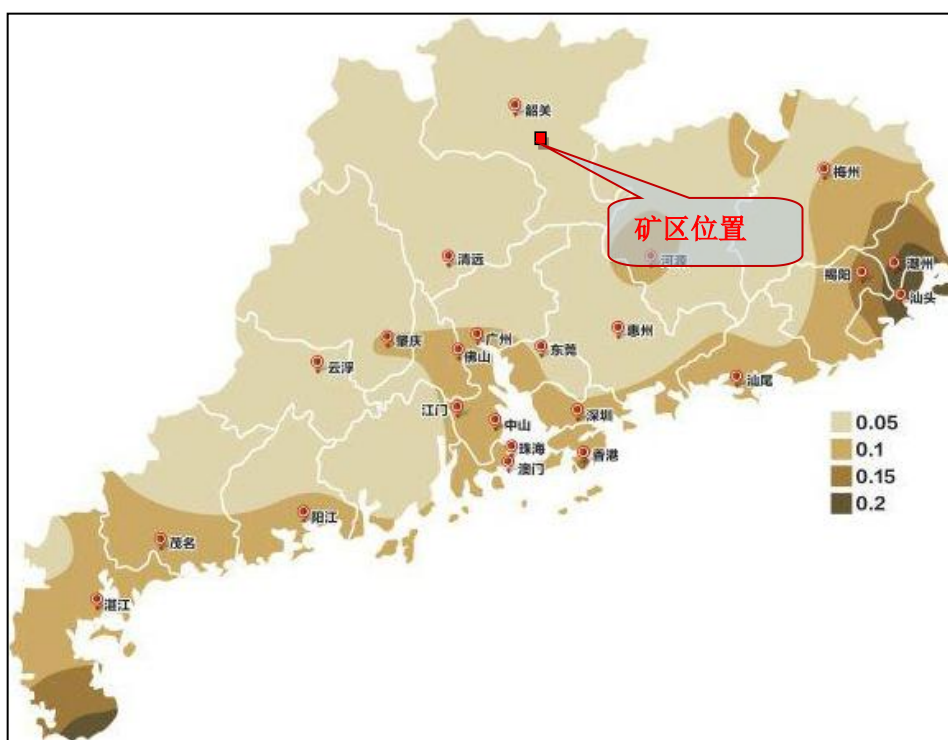 韶关
梅州
矿区位置
清远
河源
潮州
揭阳
汕头
肇庆
广州
惠州
佛山
东莞
云浮
汕尾
江门
深圳
中山
珠海
香港
澳门
0.05
0.1
0.15
0.2
阳江
茂名
湛江